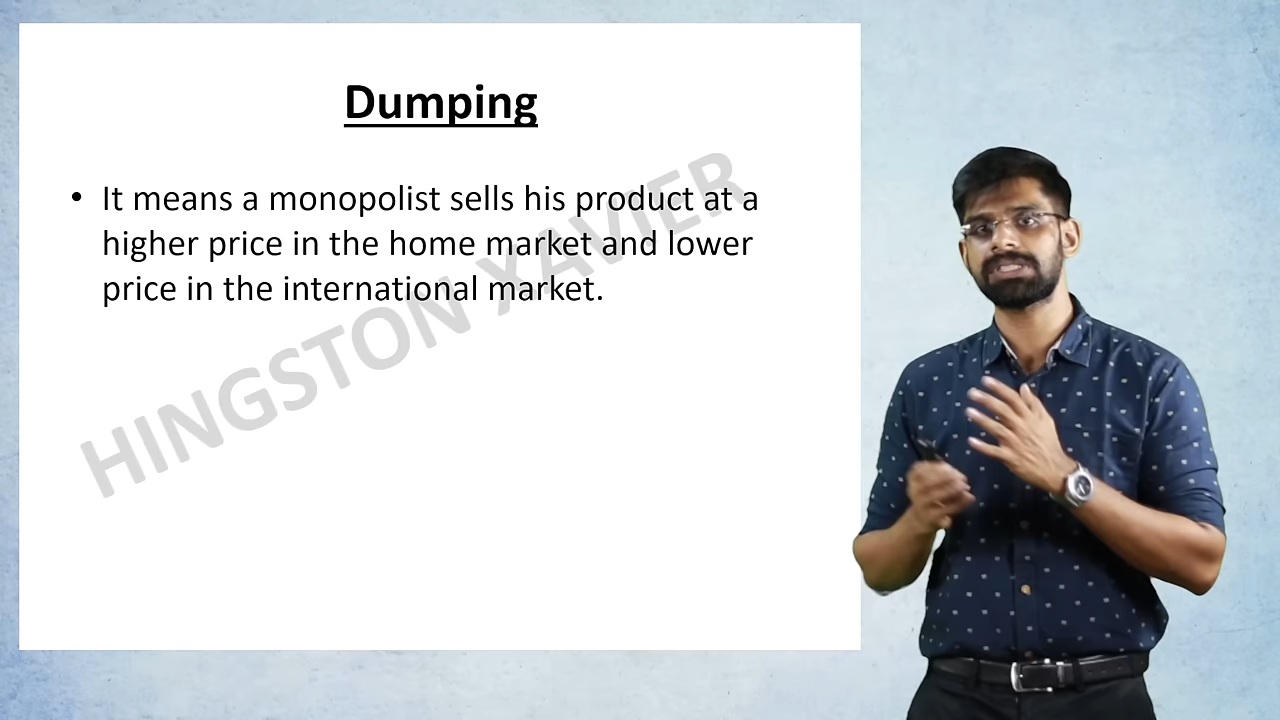 Dumping
• It means a monopolist sells his product at a
higher price in the home market and lower
price in the international market.
HINGSTON XAVIER